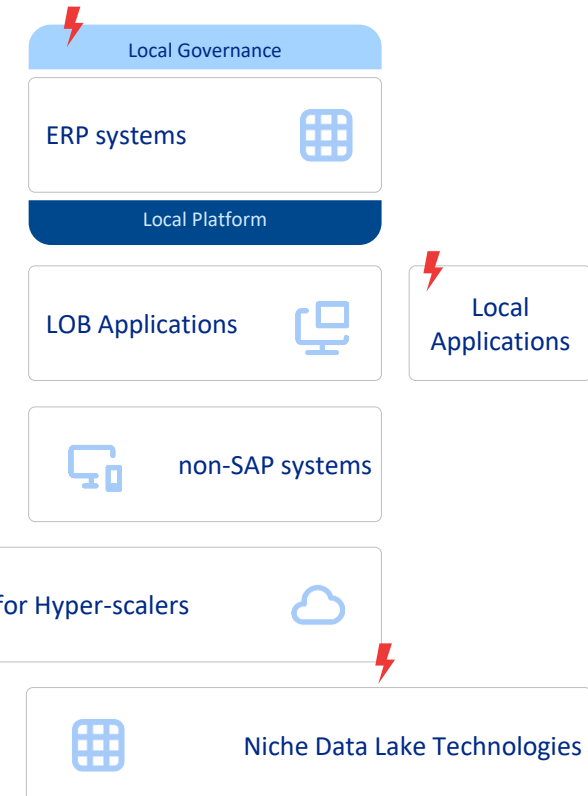 Local Governance
ERP systems
Local Platform
LOB Applications
Local
Applications
non-SAP systems
for Hyper-scalers
Niche Data Lake Technologies